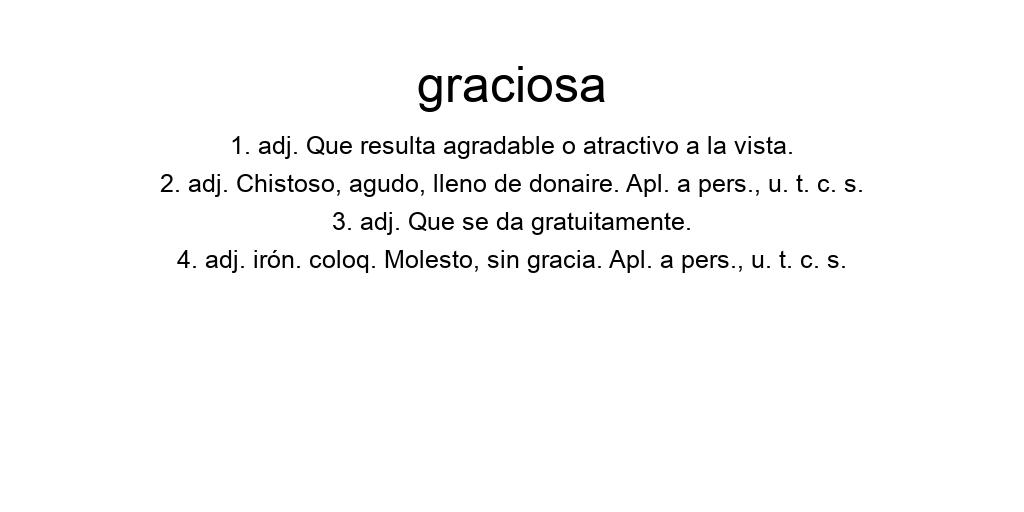 graciosa
1. adj. Que resulta agradable o atractivo a la vista.
2. adj. Chistoso, agudo, lleno de donaire. Apl. a pers., u. t. c. s.
3. adj. Que se da gratuitamente.
4. adj. irón. coloq. Molesto, sin gracia. Apl. a pers., u. t. c. s.